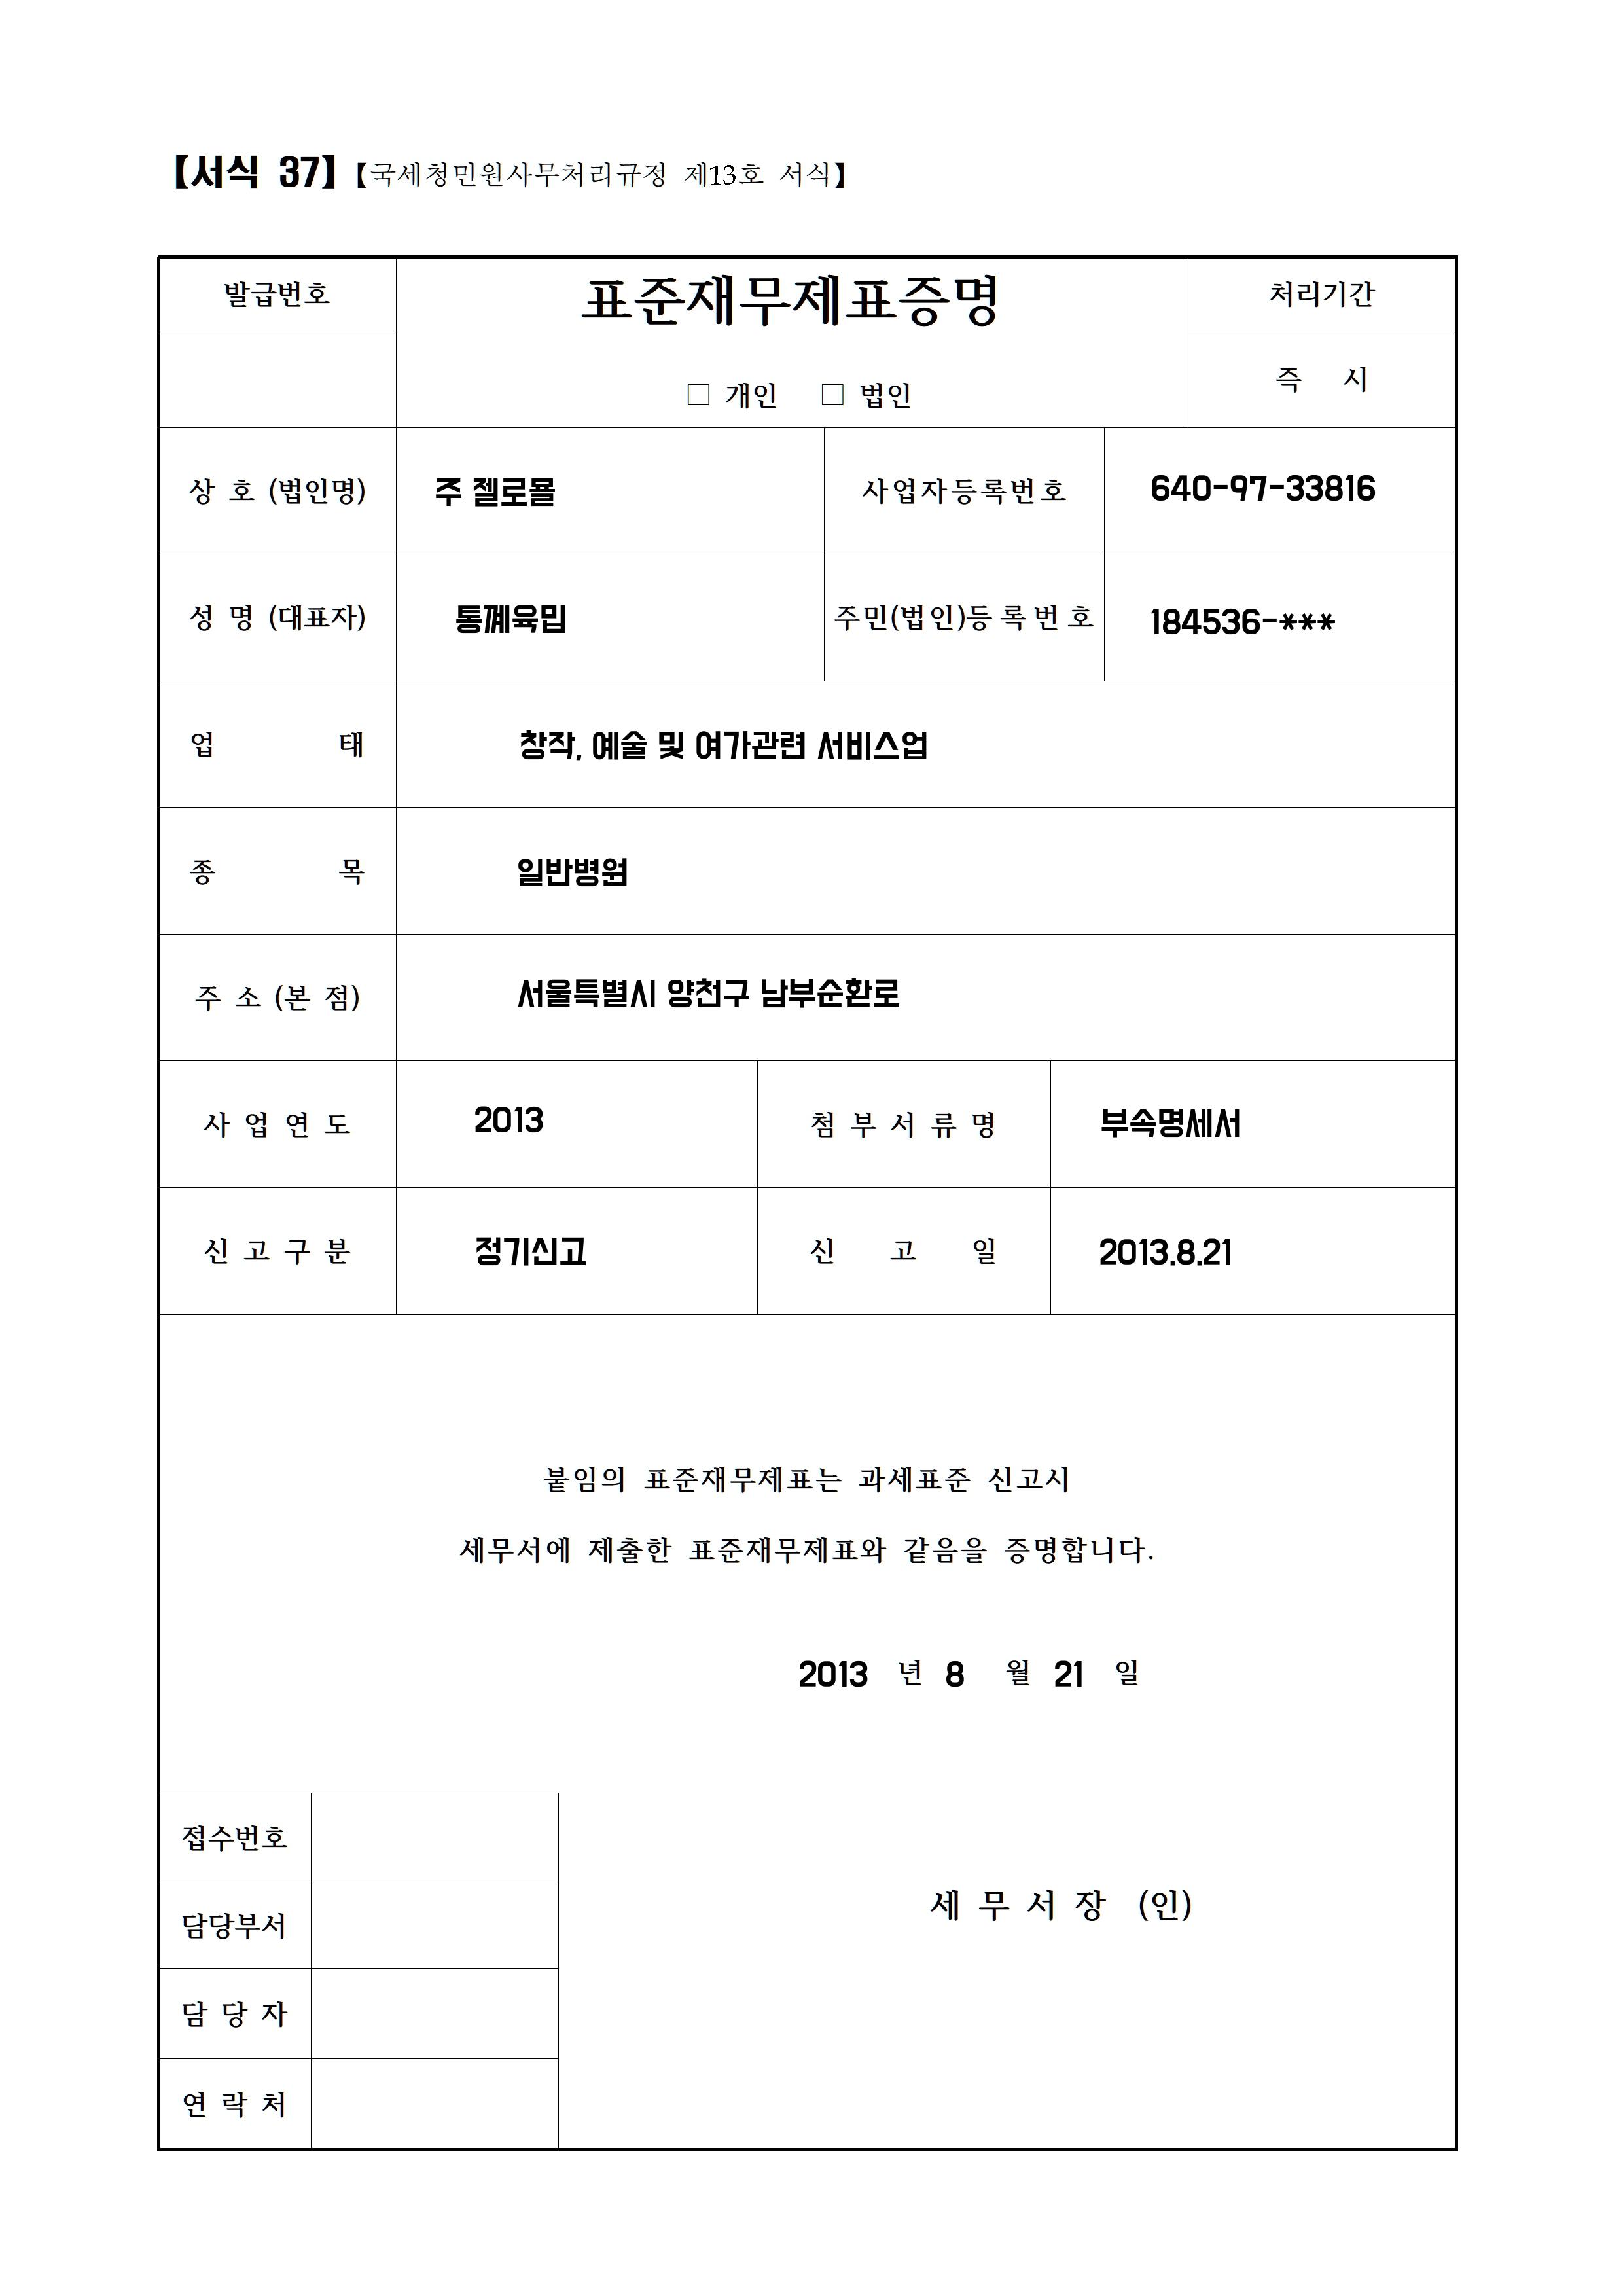 【서식 37】【국세청민원사무처리규정 제13호 서식】
발급번호
표준재무제표증명
처리기간
□ 개인 □ 법인
즉 시
상 호 (법인명) 주 젤로욜 사업자등록번호 640-97-33816
성 명 (대표자) 통계육밉 주민(법인)등록번호 184536-***
업 태 창작, 예술 및 여가관련 서비스업
종 목 일반병원
주 소 (본 점) 서울특별시 양천구 남부순환로
사 업 연 도 2013 첨 부 서 류 명 부속명세서
신 고 구 분 정기신고 신 고 일 2013.8.21
붙임의 표준재무제표는 과세표준 신고시
세무서에 제출한 표준재무제표와 같음을 증명합니다.
2013 년 8 월 21 일
접수번호
담당부서
세 무 서 장 (인)
담 당 자
연 락 처